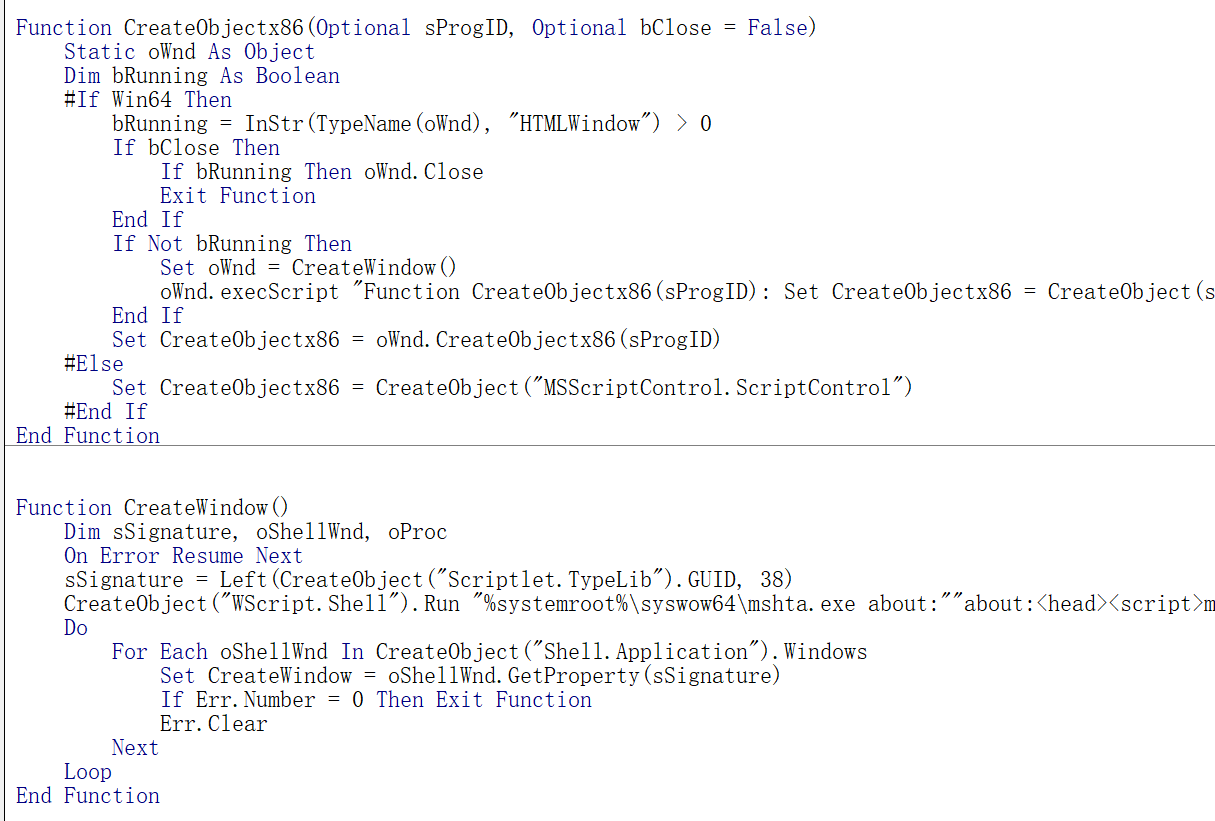 Function CreateObjectx86(Optional sProgID, Optional bClose = False)
    Static oWnd As Object
    Dim bRunning As Boolean
    #If Win64 Then
        bRunning = InStr(TypeName(oWnd), "HTMLWindow") > 0
        If bClose Then
            If bRunning Then oWnd.Close
            Exit Function
        End If
        If Not bRunning Then
            Set oWnd = CreateWindow()
            oWnd.execScript "Function CreateObjectx86(sProgID): Set CreateObjectx86 = CreateObject(s
        End If
        Set CreateObjectx86 = oWnd.CreateObjectx86(sProgID)
    #Else
        Set CreateObjectx86 = CreateObject("MSScriptControl.ScriptControl")
    #End If
End Function
Function CreateWindow()
    Dim sSignature, oShellWnd, oProc
    On Error Resume Next
    sSignature = Left(CreateObject("Scriptlet.TypeLib").GUID, 38)
    CreateObject("WScript.Shell").Run "%systemroot%\syswow64\mshta.exe about:""about:<head><script>m
    Do
        For Each oShellWnd In CreateObject("Shell.Application").Windows
            Set CreateWindow = oShellWnd.GetProperty(sSignature)
            If Err.Number = 0 Then Exit Function
            Err.Clear
        Next
    Loop
End Function